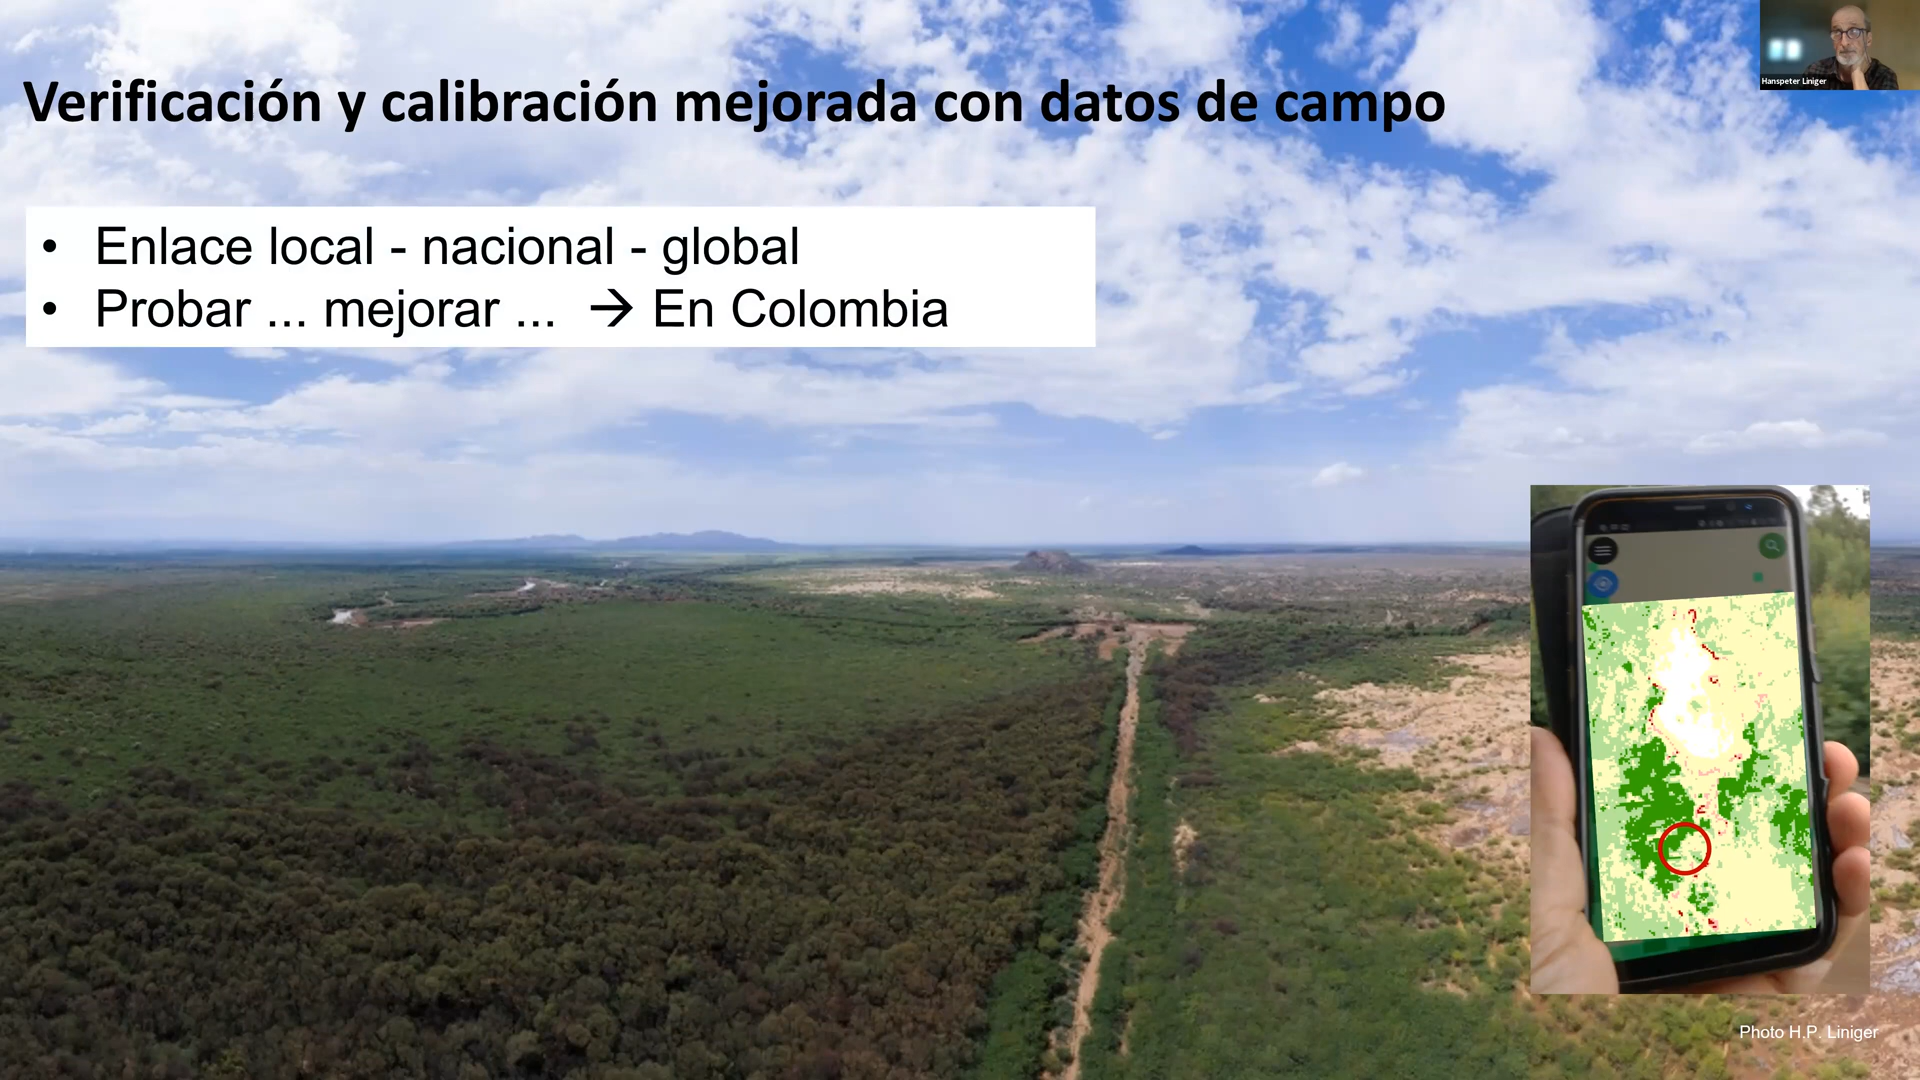 Hanspeter Liniger
Verificación y calibración mejorada con datos de campo
• Enlace local - nacional - global
• Probar ... mejorar ... → En Colombia
Photo H.P. Liniger